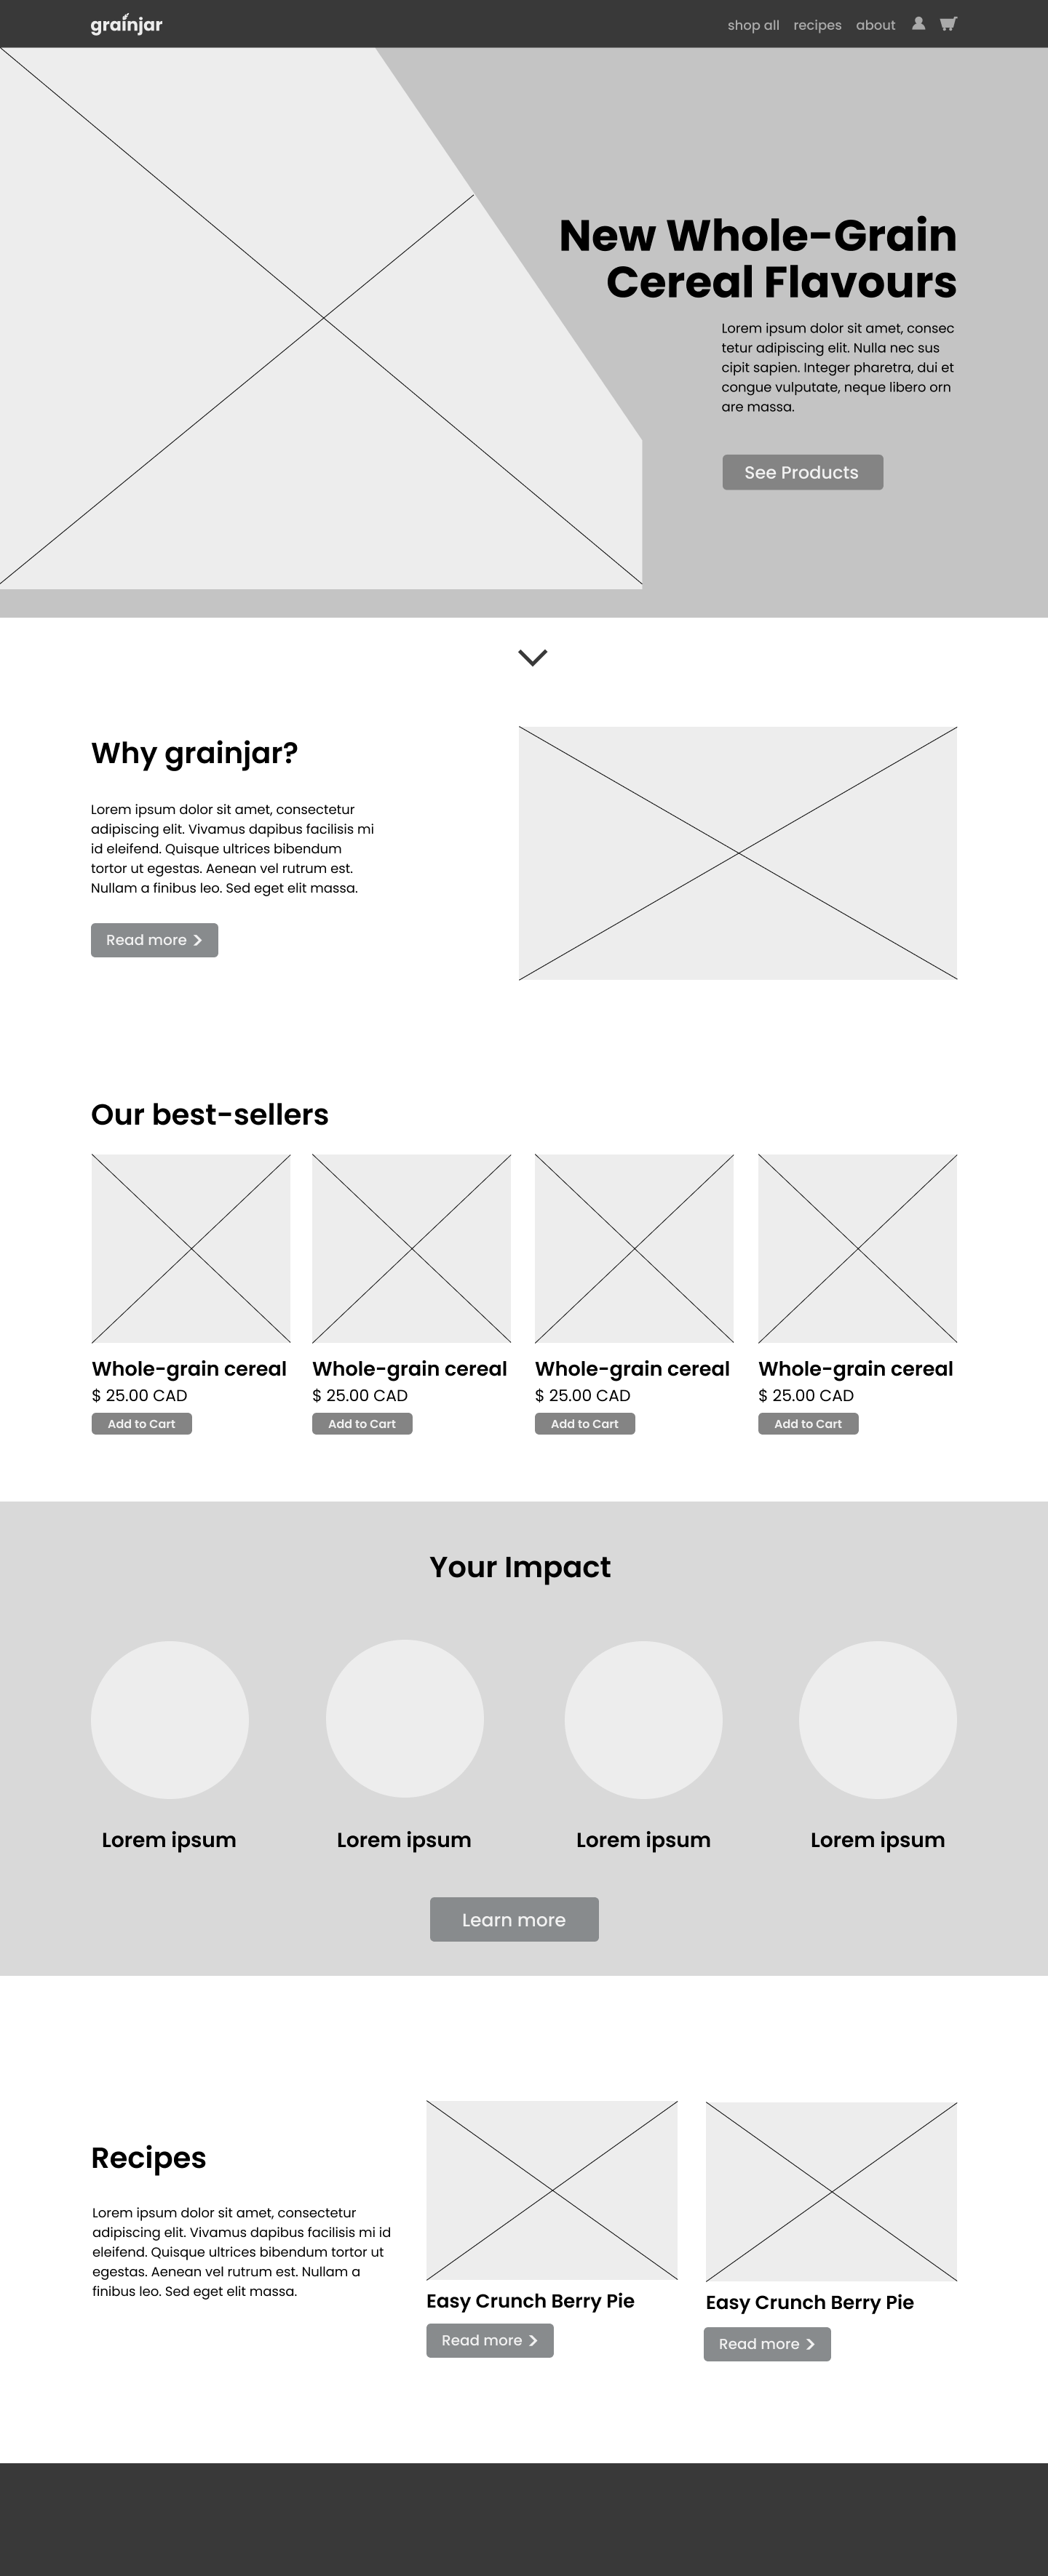 grainjar
shop all recipes about
New Whole-Grain
Cereal Flavours
Lorem ipsum dolor sit amet, consec
tetur adipiscing elit. Nulla nec sus
cipit sapien. Integer pharetra, dui et
congue vulputate, neque libero orn
are massa.
See Products
Why grainjar?
Lorem ipsum dolor sit amet, consectetur
adipiscing elit. Vivamus dapibus facilisis mi
id eleifend. Quisque ultrices bibendum
tortor ut egestas. Aenean vel rutrum est.
Nullam a finibus leo. Sed eget elit massa.
Read more
Our best-sellers
Whole-grain cereal Whole-grain cereal Whole-grain cereal Whole-grain cereal
$ 25.00 CAD $ 25.00 CAD $ 25.00 CAD $ 25.00 CAD
Add to Cart Add to Cart Add to Cart Add to Cart
Your Impact
Lorem ipsum Lorem ipsum Lorem ipsum Lorem ipsum
Learn more
Recipes
Lorem ipsum dolor sit amet, consectetur
adipiscing elit. Vivamus dapibus facilisis mi id
eleifend. Quisque ultrices bibendum tortor ut
egestas. Aenean vel rutrum est. Nullam a
finibus leo. Sed eget elit massa.
Easy Crunch Berry Pie Easy Crunch Berry Pie
Read more Read more